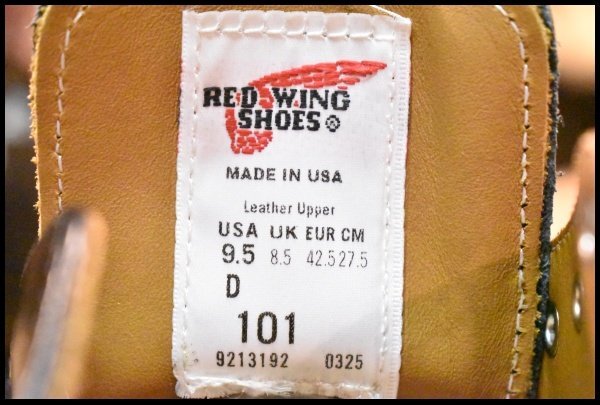 RED WING
SHOES®
MADE IN USA
Leather Upper
USA UK EUR CM
9.5 8.5 42.5 27.5
D
101
9213192 0325